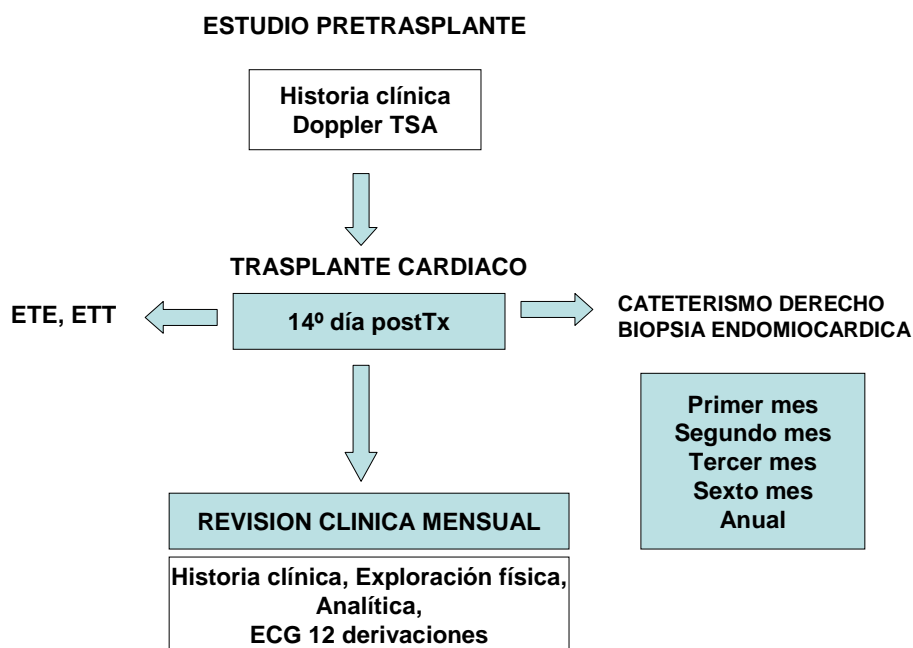 ESTUDIO PRETRASPLANTE
Historia clínica
Doppler TSA
TRASPLANTE CARDIACO
ETE, ETT
14º día postTx
CATETERISMO DERECHO
BIOPSIA ENDOMIOCARDICA
Primer mes
Segundo mes
Tercer mes
Sexto mes
Anual
REVISION CLINICA MENSUAL
Historia clínica, Exploración física,
Analítica,
ECG 12 derivaciones